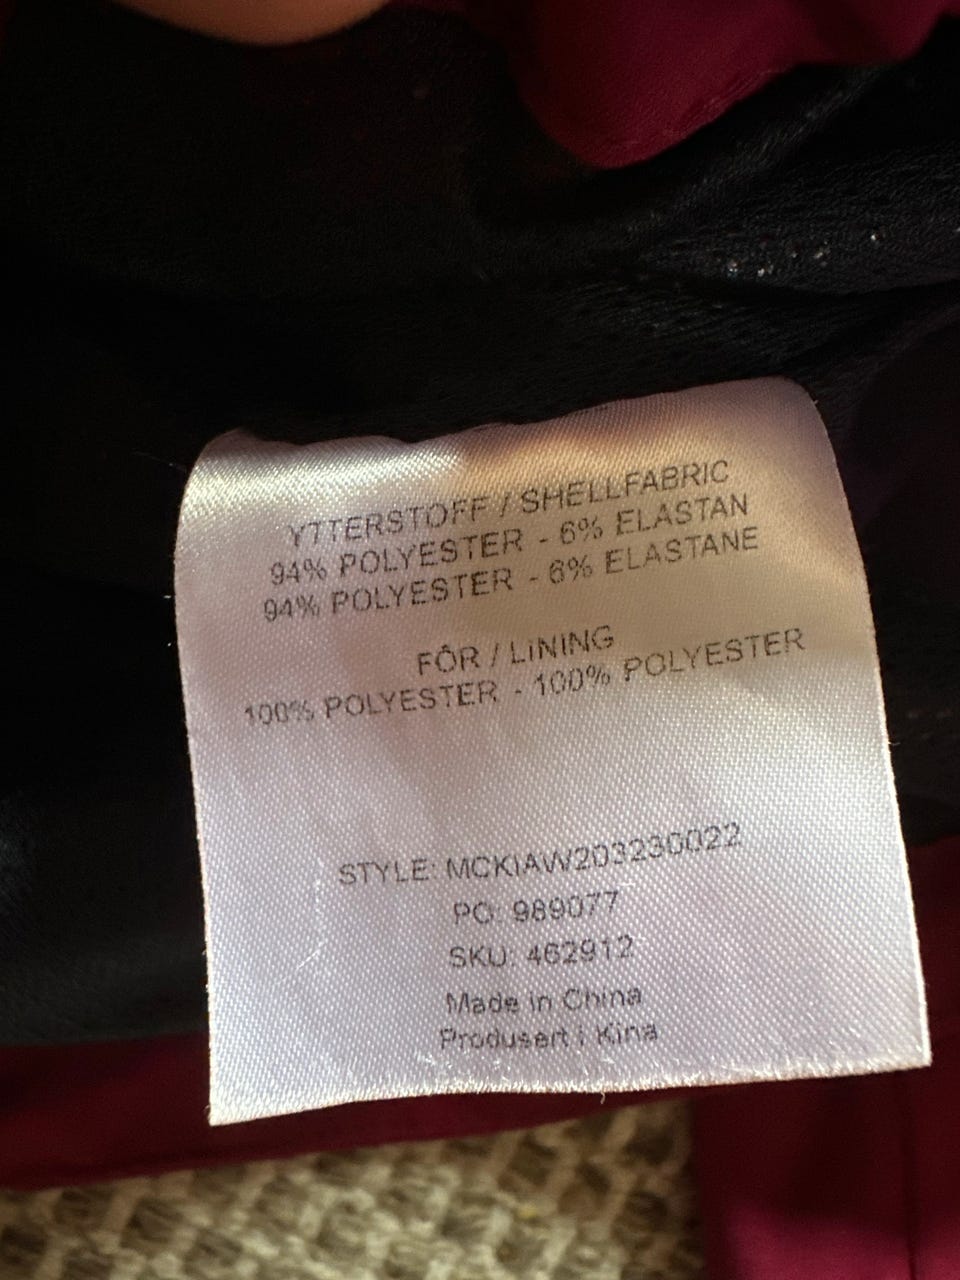 YTTERSTOFF / SHELLFABRIC
94% POLYESTER - 6% ELASTAN
94% POLYESTER - 6% ELASTANE
FÔR / LINING
100% POLYESTER - 100% POLYESTER
STYLE: MCKIAW203230022
PO: 989077
SKU: 462912
Made in China
Produsert i Kina